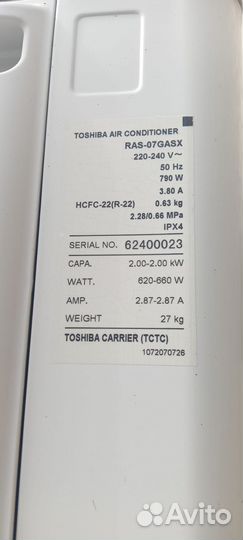 TOSHIBA AIR CONDITIONER
RAS-07GASX
220-240 V~
50 Hz
790 W
3.80 A
HCFC-22(R-22) 0.63 kg
2.28/0.66 MPa
IPX4
SERIAL NO. 62400023
CAPA. 2.00-2.00 kW
WATT. 620-660 W
AMP. 2.87-2.87 A
WEIGHT 27 kg
TOSHIBA CARRIER (TCTC)
1072070726
Avito